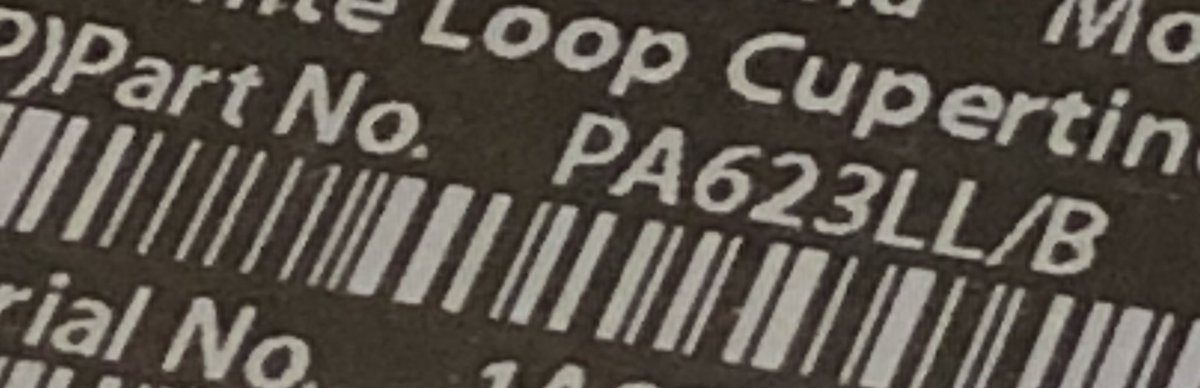 Loop Cupertin
P)Part No. PA623LL/B
rial No.